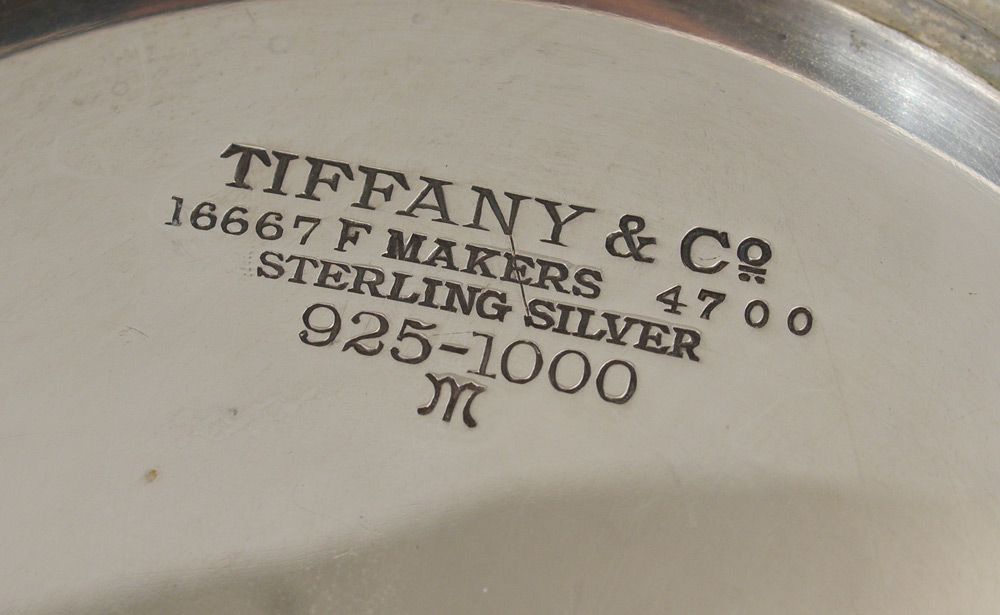 TIFFANY & Cº
16667 F MAKERS 4700
STERLING SILVER
925-1000
M